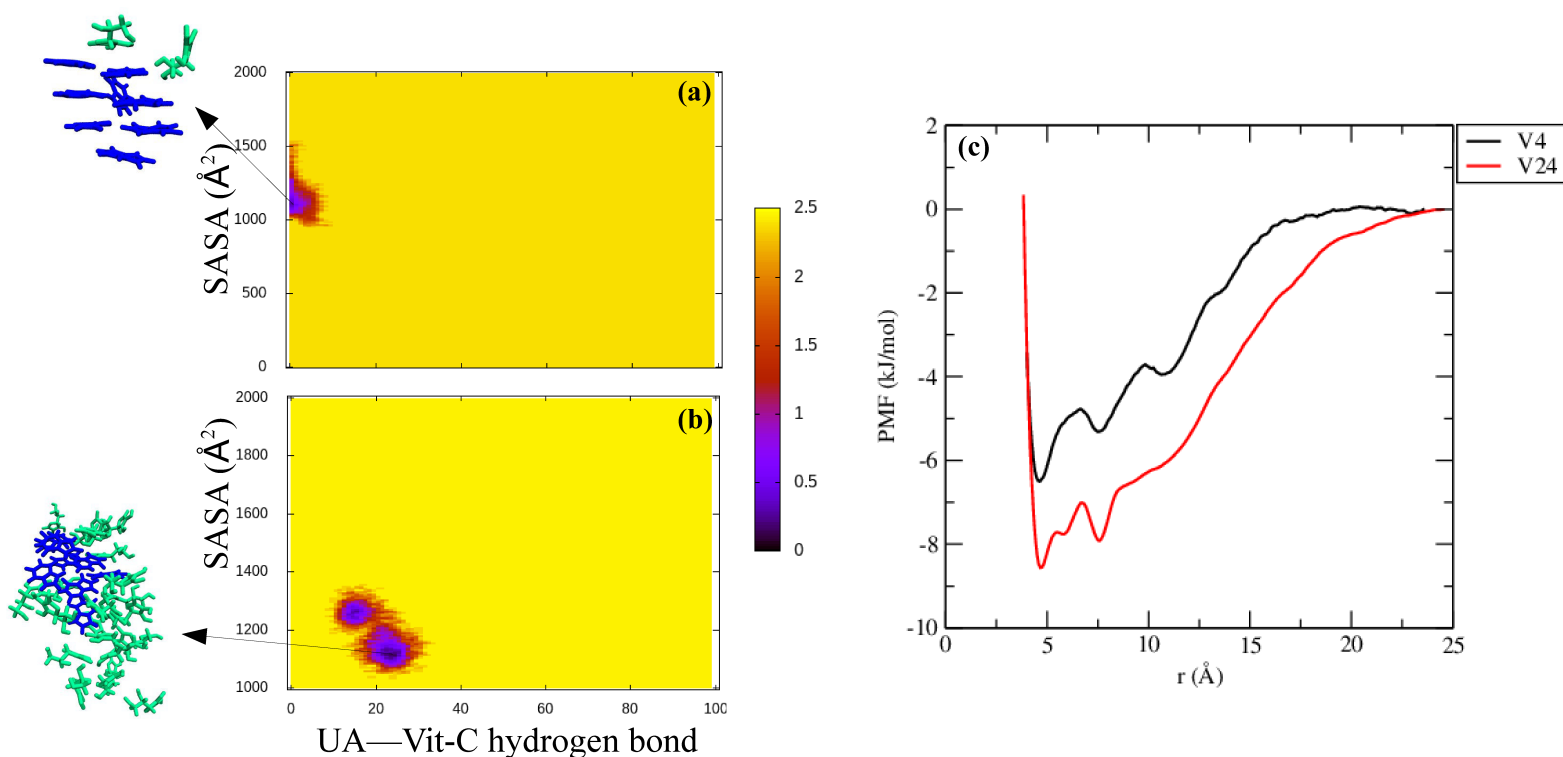 (a)
2000
1500
1000
500
0
SASA (Å²)
(b)
2000
1800
1600
1400
1200
1000
SASA (Å²)
0 20 40 60 80 100
UA—Vit-C hydrogen bond
2.5
2
1.5
1
0.5
0
(c)
V4
V24
2
0
-2
-4
-6
-8
-10
PMF (kJ/mol)
0 5 10 15 20 25
r (Å)